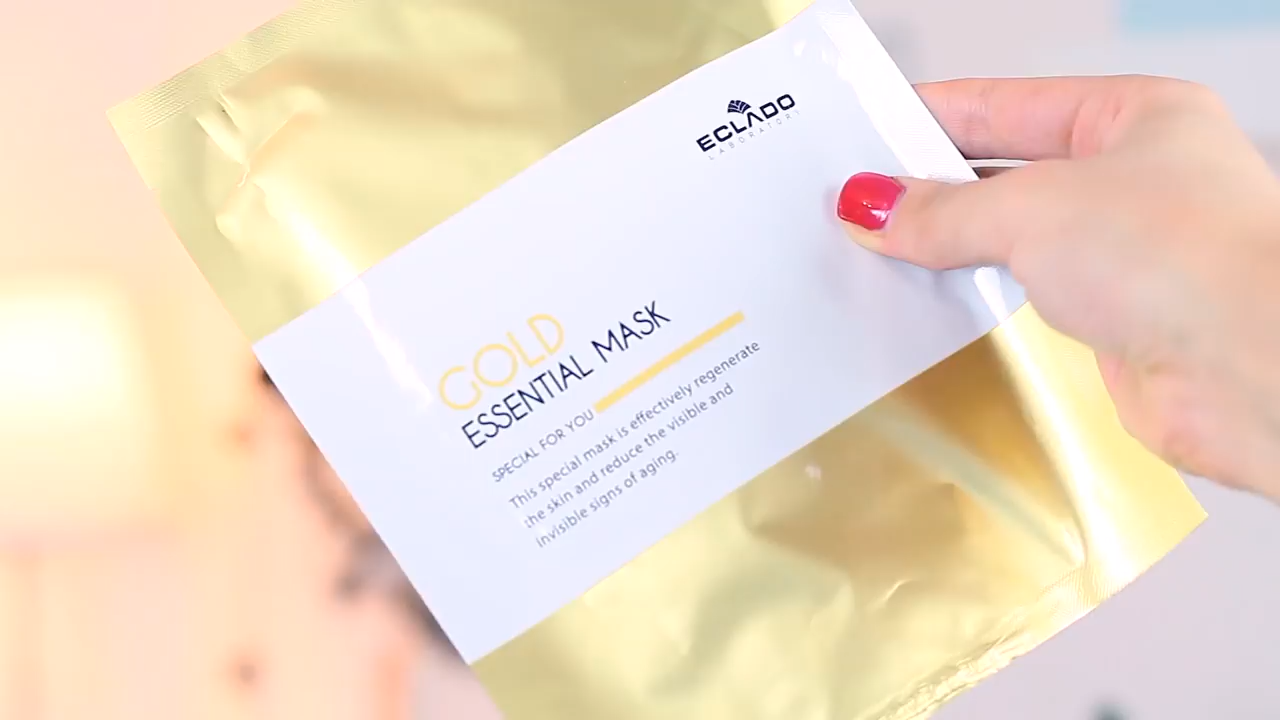 ECLADO
LABORATORY
GOLD
ESSENTIAL MASK
SPECIAL FOR YOU
This special mask is effectively regenerate
the skin and reduce the visible and
invisible signs of aging.